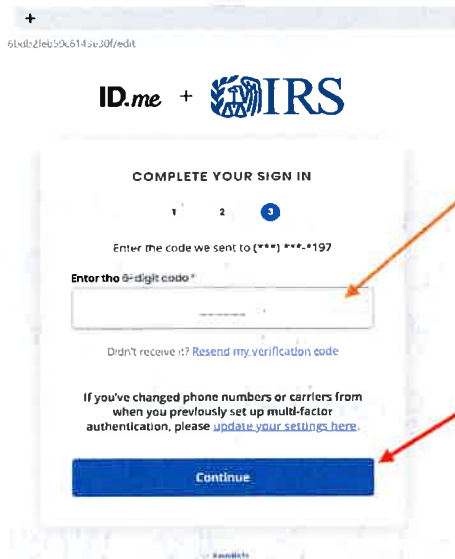 +
ID.me + IRS
COMPLETE YOUR SIGN IN
1 2 3
Enter the code we sent to (***) ***-*197
Enter the 6-digit code *
Didn't receive it? Resend my verification code
If you've changed phone numbers or carriers from
when you previously set up multi-factor
authentication, please update your settings here.
Continue